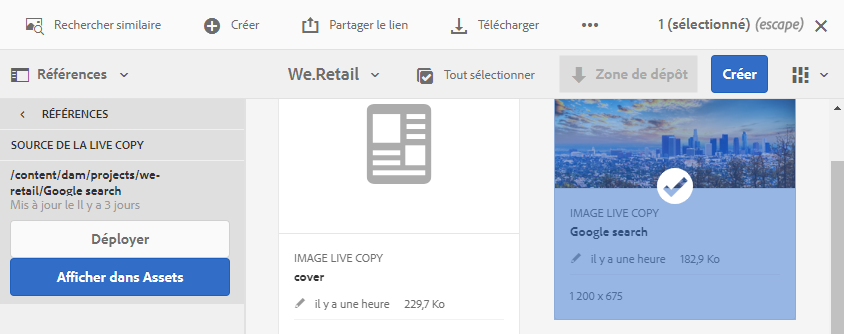 Rechercher similaire
Créer
Partager le lien
Télécharger
1 (sélectionné) (escape)
Références
We.Retail
Tout sélectionner
Zone de dépôt
Créer
RÉFÉRENCES
SOURCE DE LA LIVE COPY
/content/dam/projects/we-
retail/Google search
Mis à jour le Il y a 3 jours
Déployer
Afficher dans Assets
IMAGE LIVE COPY
cover
il y a une heure 229,7 Ko
IMAGE LIVE COPY
Google search
il y a une heure 182,9 Ko
1 200 x 675